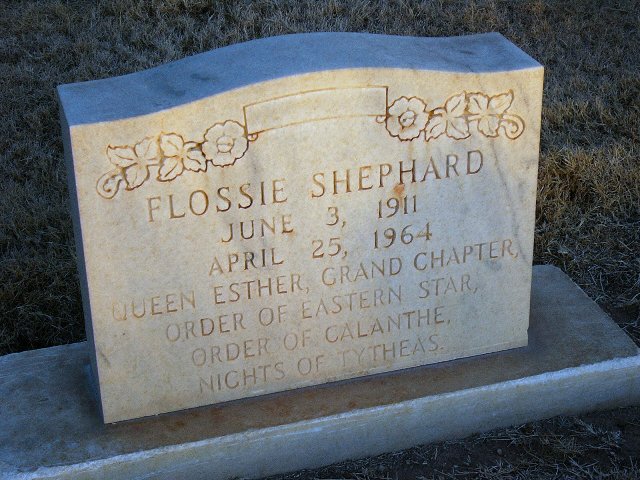 FLOSSIE SHEPHARD
JUNE 3, 1911
APRIL 25, 1964
QUEEN ESTHER, GRAND CHAPTER,
ORDER OF EASTERN STAR,
ORDER OF CALANTHE,
NIGHTS OF TYTHEAS.